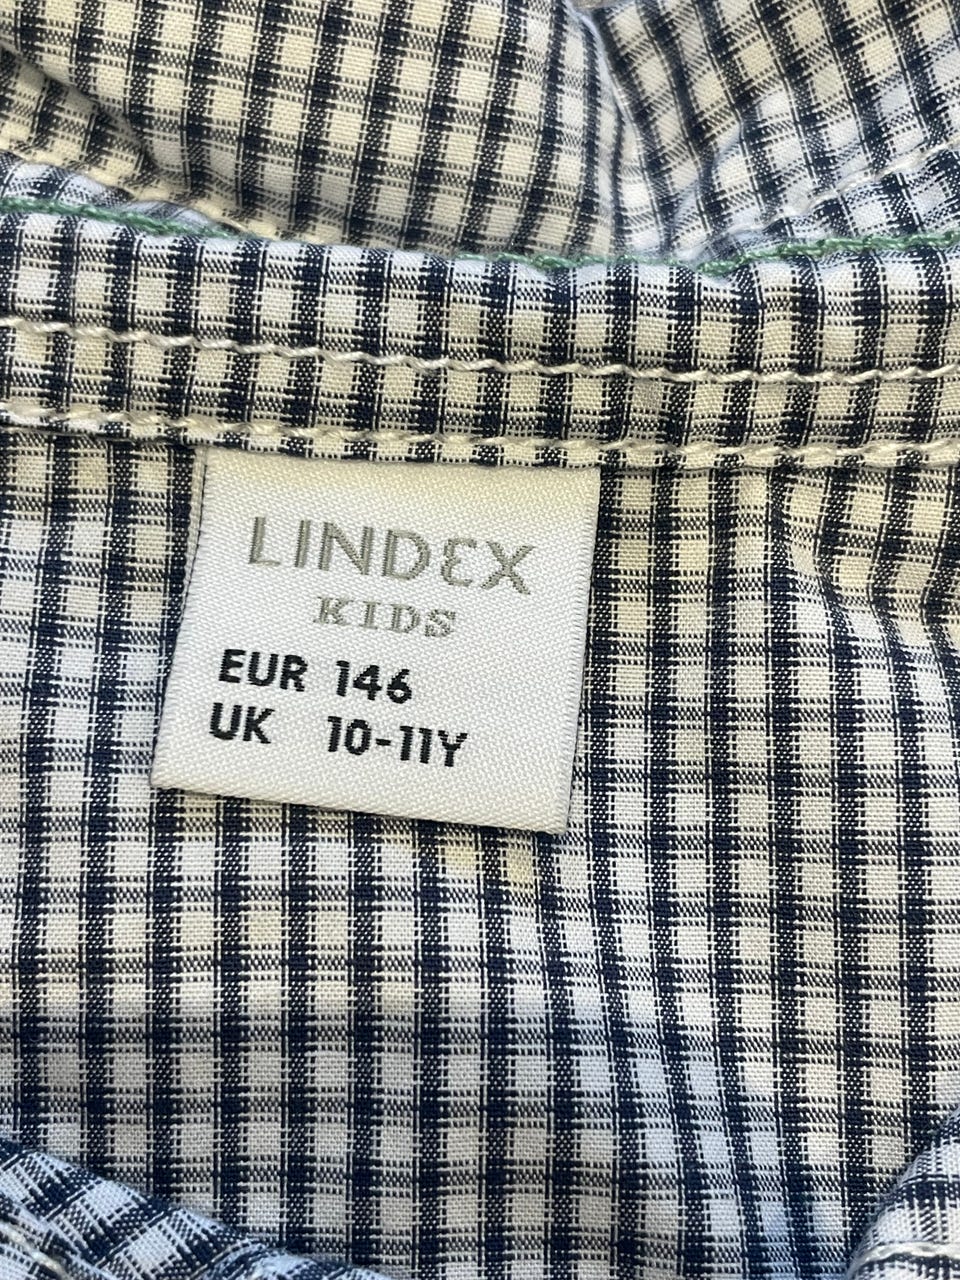 LINDEX
KIDS
EUR 146
UK 10-11Y